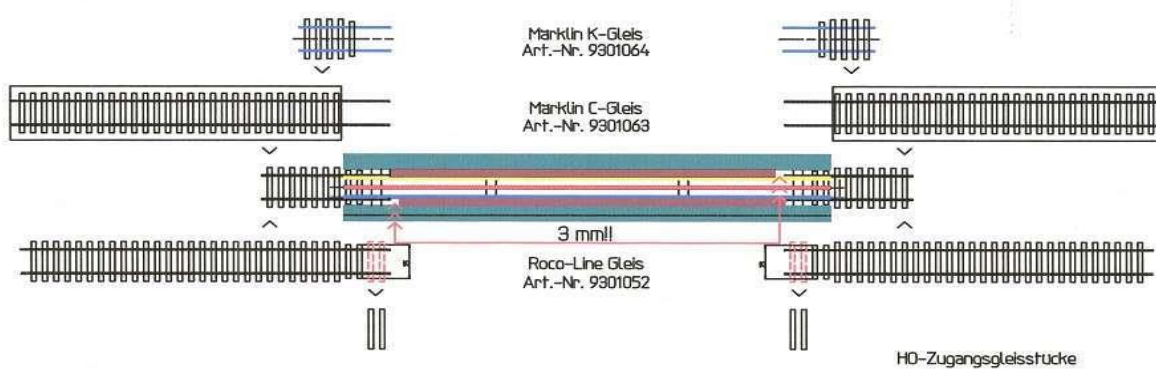 Märklin K-Gleis
Art.-Nr. 9301064
Märklin C-Gleis
Art.-Nr. 9301063
3 mm!!
Roco-Line Gleis
Art.-Nr. 9301052
HO-Zugangsgleisstücke